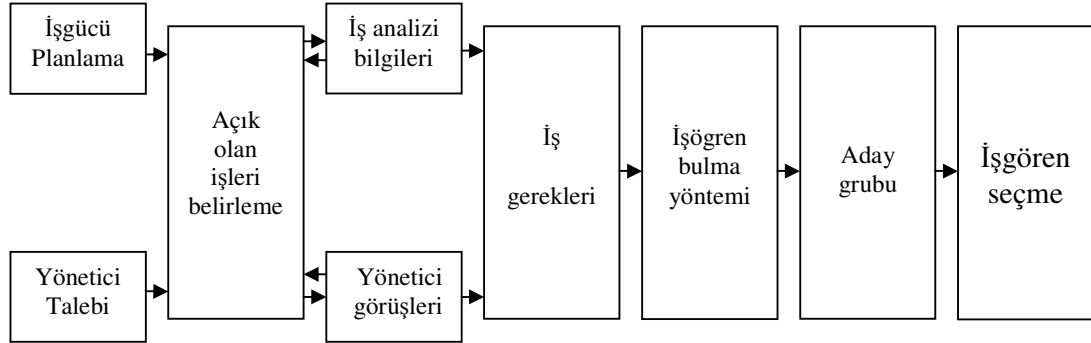 İşgücü
Planlama
Yönetici
Talebi
Açık
olan
işleri
belirleme
İş analizi
bilgileri
Yönetici
görüşleri
İş
gerekleri
İşögren
bulma
yöntemi
Aday
grubu
İşgören
seçme